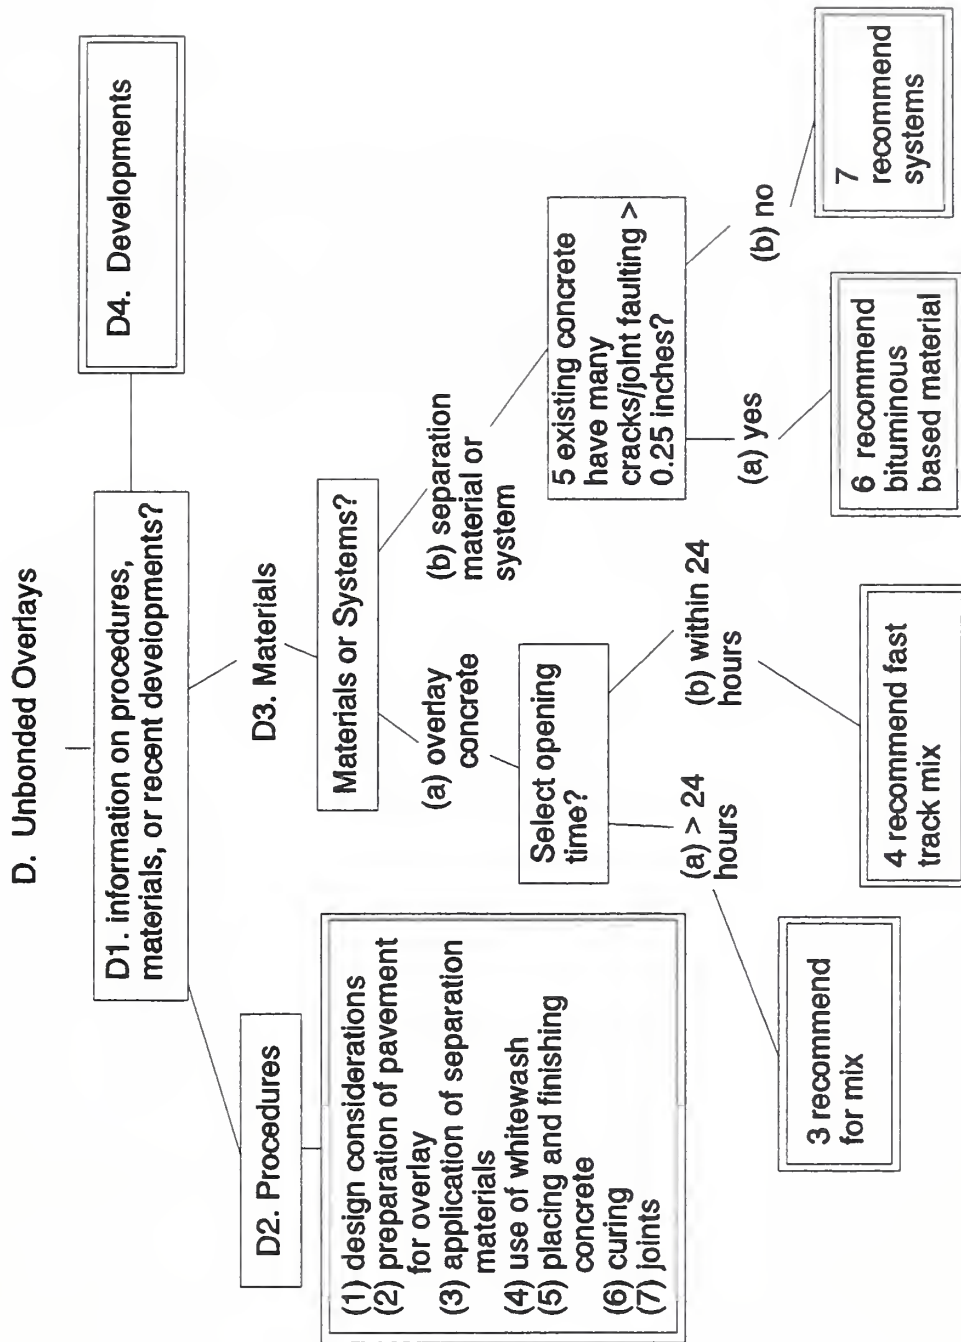 D. Unbonded Overlays
D1. information on procedures,
materials, or recent developments?
D4. Developments
D2. Procedures
(1) design considerations
(2) preparation of pavement
for overlay
(3) application of separation
materials
(4) use of whitewash
(5) placing and finishing
concrete
(6) curing
(7) joints
D3. Materials
Materials or Systems?
(a) overlay
concrete
(b) separation
material or
system
Select opening
time?
(a) > 24
hours
(b) within 24
hours
3 recommend
for mix
4 recommend fast
track mix
5 existing concrete
have many
cracks/joint faulting >
0.25 inches?
(a) yes
(b) no
6 recommend
bituminous
based material
7
recommend
systems